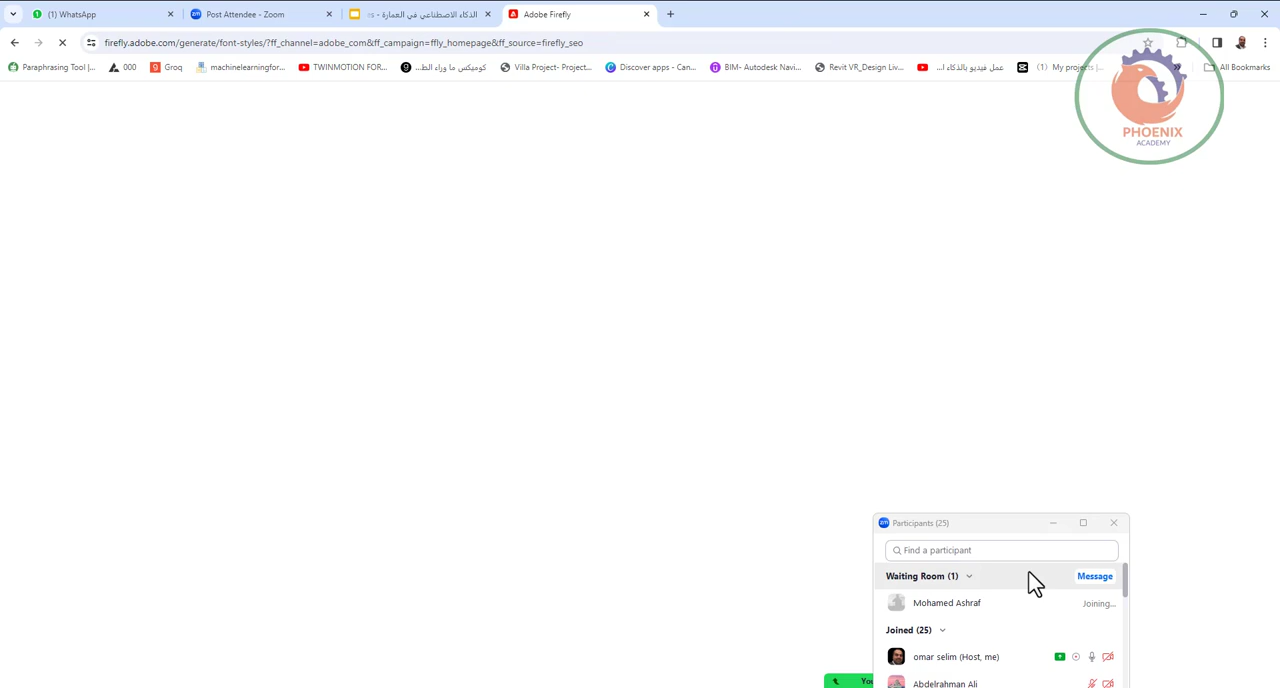 (1) WhatsApp
Post Attendee - Zoom
الذكاء الاصطناعي في العمارة - es
Adobe Firefly
firefly.adobe.com/generate/font-styles/?ff_channel=adobe_com&ff_campaign=ffly_homepage&ff_source=firefly_seo
Paraphrasing Tool |...
000
Groq
machinelearningfor...
TWINMOTION FOR...
كوميكس ما وراء الط...
Villa Project- Project...
Discover apps - Can...
BIM- Autodesk Navi...
Revit VR_Design Liv...
عمل فيديو بالذكاء ا...
(1) My projects |...
All Bookmarks
PHOENIX
ACADEMY
Participants (25)
Find a participant
Waiting Room (1)
Message
Mohamed Ashraf
Joining...
Joined (25)
omar selim (Host, me)
You
Abdelrahman Ali